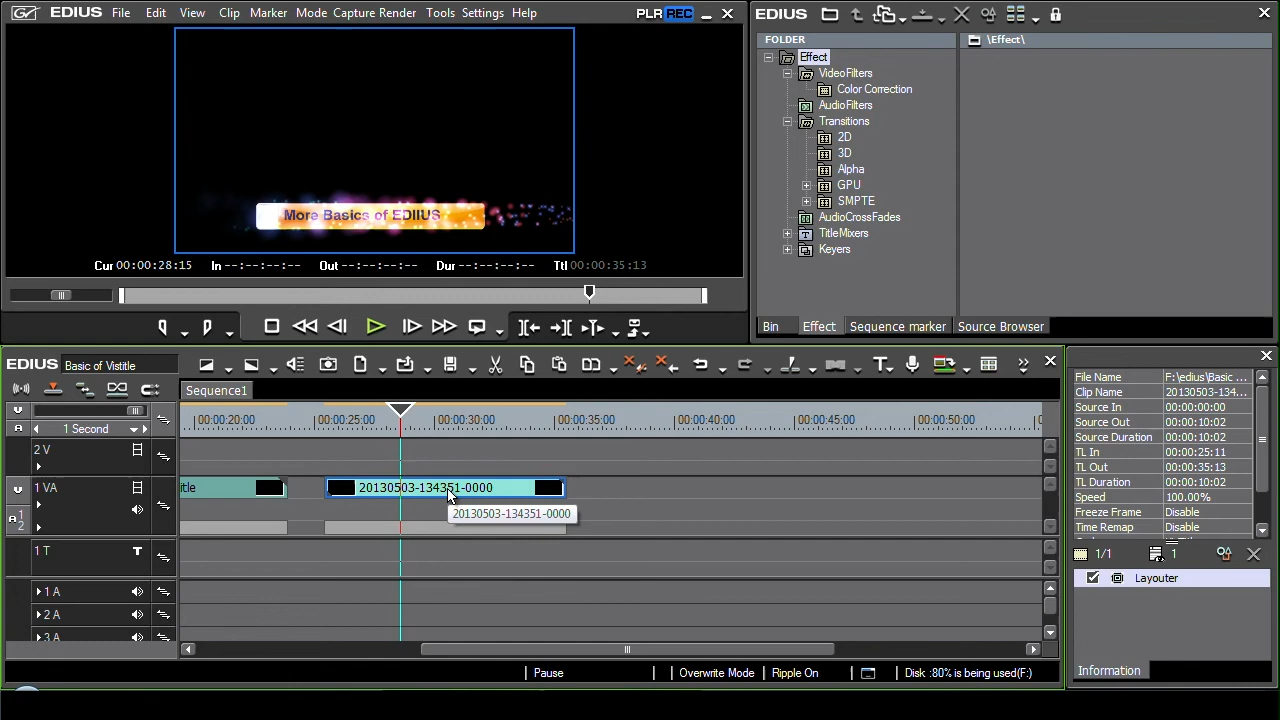 EDIUS File Edit View Clip Marker Mode Capture Render Tools Settings Help PLR REC
More Basics of EDIIUS
Cur 00:00:28:15 In --:--:--:-- Out --:--:--:-- Dur --:--:--:-- Ttl 00:00:35:13
EDIUS
FOLDER
\Effect\
Effect
VideoFilters
Color Correction
AudioFilters
Transitions
2D
3D
Alpha
GPU
SMPTE
AudioCrossFades
TitleMixers
Keyers
Bin Effect Sequence marker Source Browser
EDIUS Basic of Vistitle
Sequence1
1 Second
00:00:20:00 00:00:25:00 00:00:30:00 00:00:35:00 00:00:40:00 00:00:45:00 00:00:50:00
2 V
1 VA
itle
20130503-134351-0000
20130503-134351-0000
1
2
1 T
T
1 A
2 A
3 A
Pause Overwrite Mode Ripple On Disk :80% is being used(F:)
File Name F:\edius\Basic ...
Clip Name 20130503-134...
Source In 00:00:00:00
Source Out 00:00:10:02
Source Duration 00:00:10:02
TL In 00:00:25:11
TL Out 00:00:35:13
TL Duration 00:00:10:02
Speed 100.00%
Freeze Frame Disable
Time Remap Disable
1/1 1
Layouter
Information